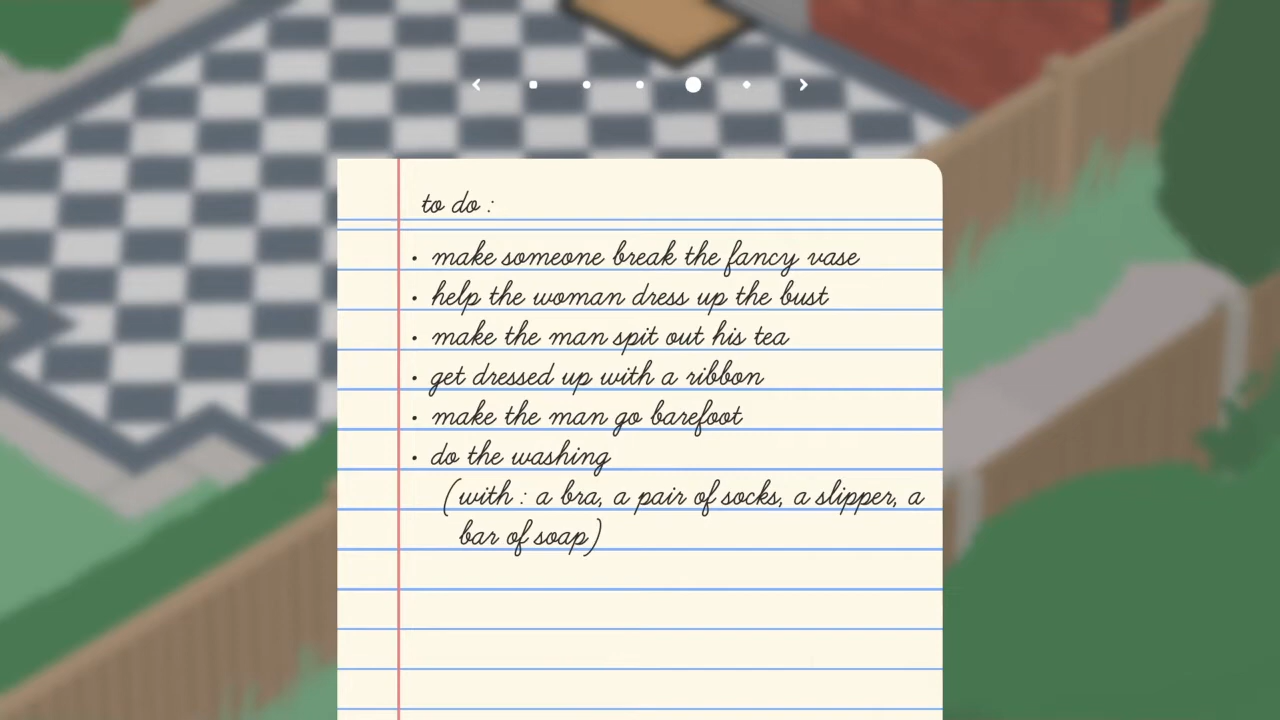 to do :
• make someone break the fancy vase
• help the woman dress up the bust
• make the man spit out his tea
• get dressed up with a ribbon
• make the man go barefoot
• do the washing
(with : a bra, a pair of socks, a slipper, a
bar of soap)